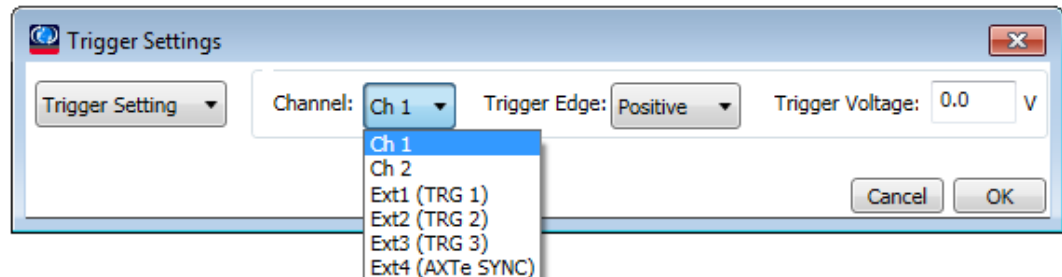 Trigger Settings
Trigger Setting Channel: Ch 1 Trigger Edge: Positive Trigger Voltage: 0.0 V
Ch 1
Ch 2
Ext1 (TRG 1)
Cancel OK
Ext2 (TRG 2)
Ext3 (TRG 3)
Ext4 (AXTe SYNC)